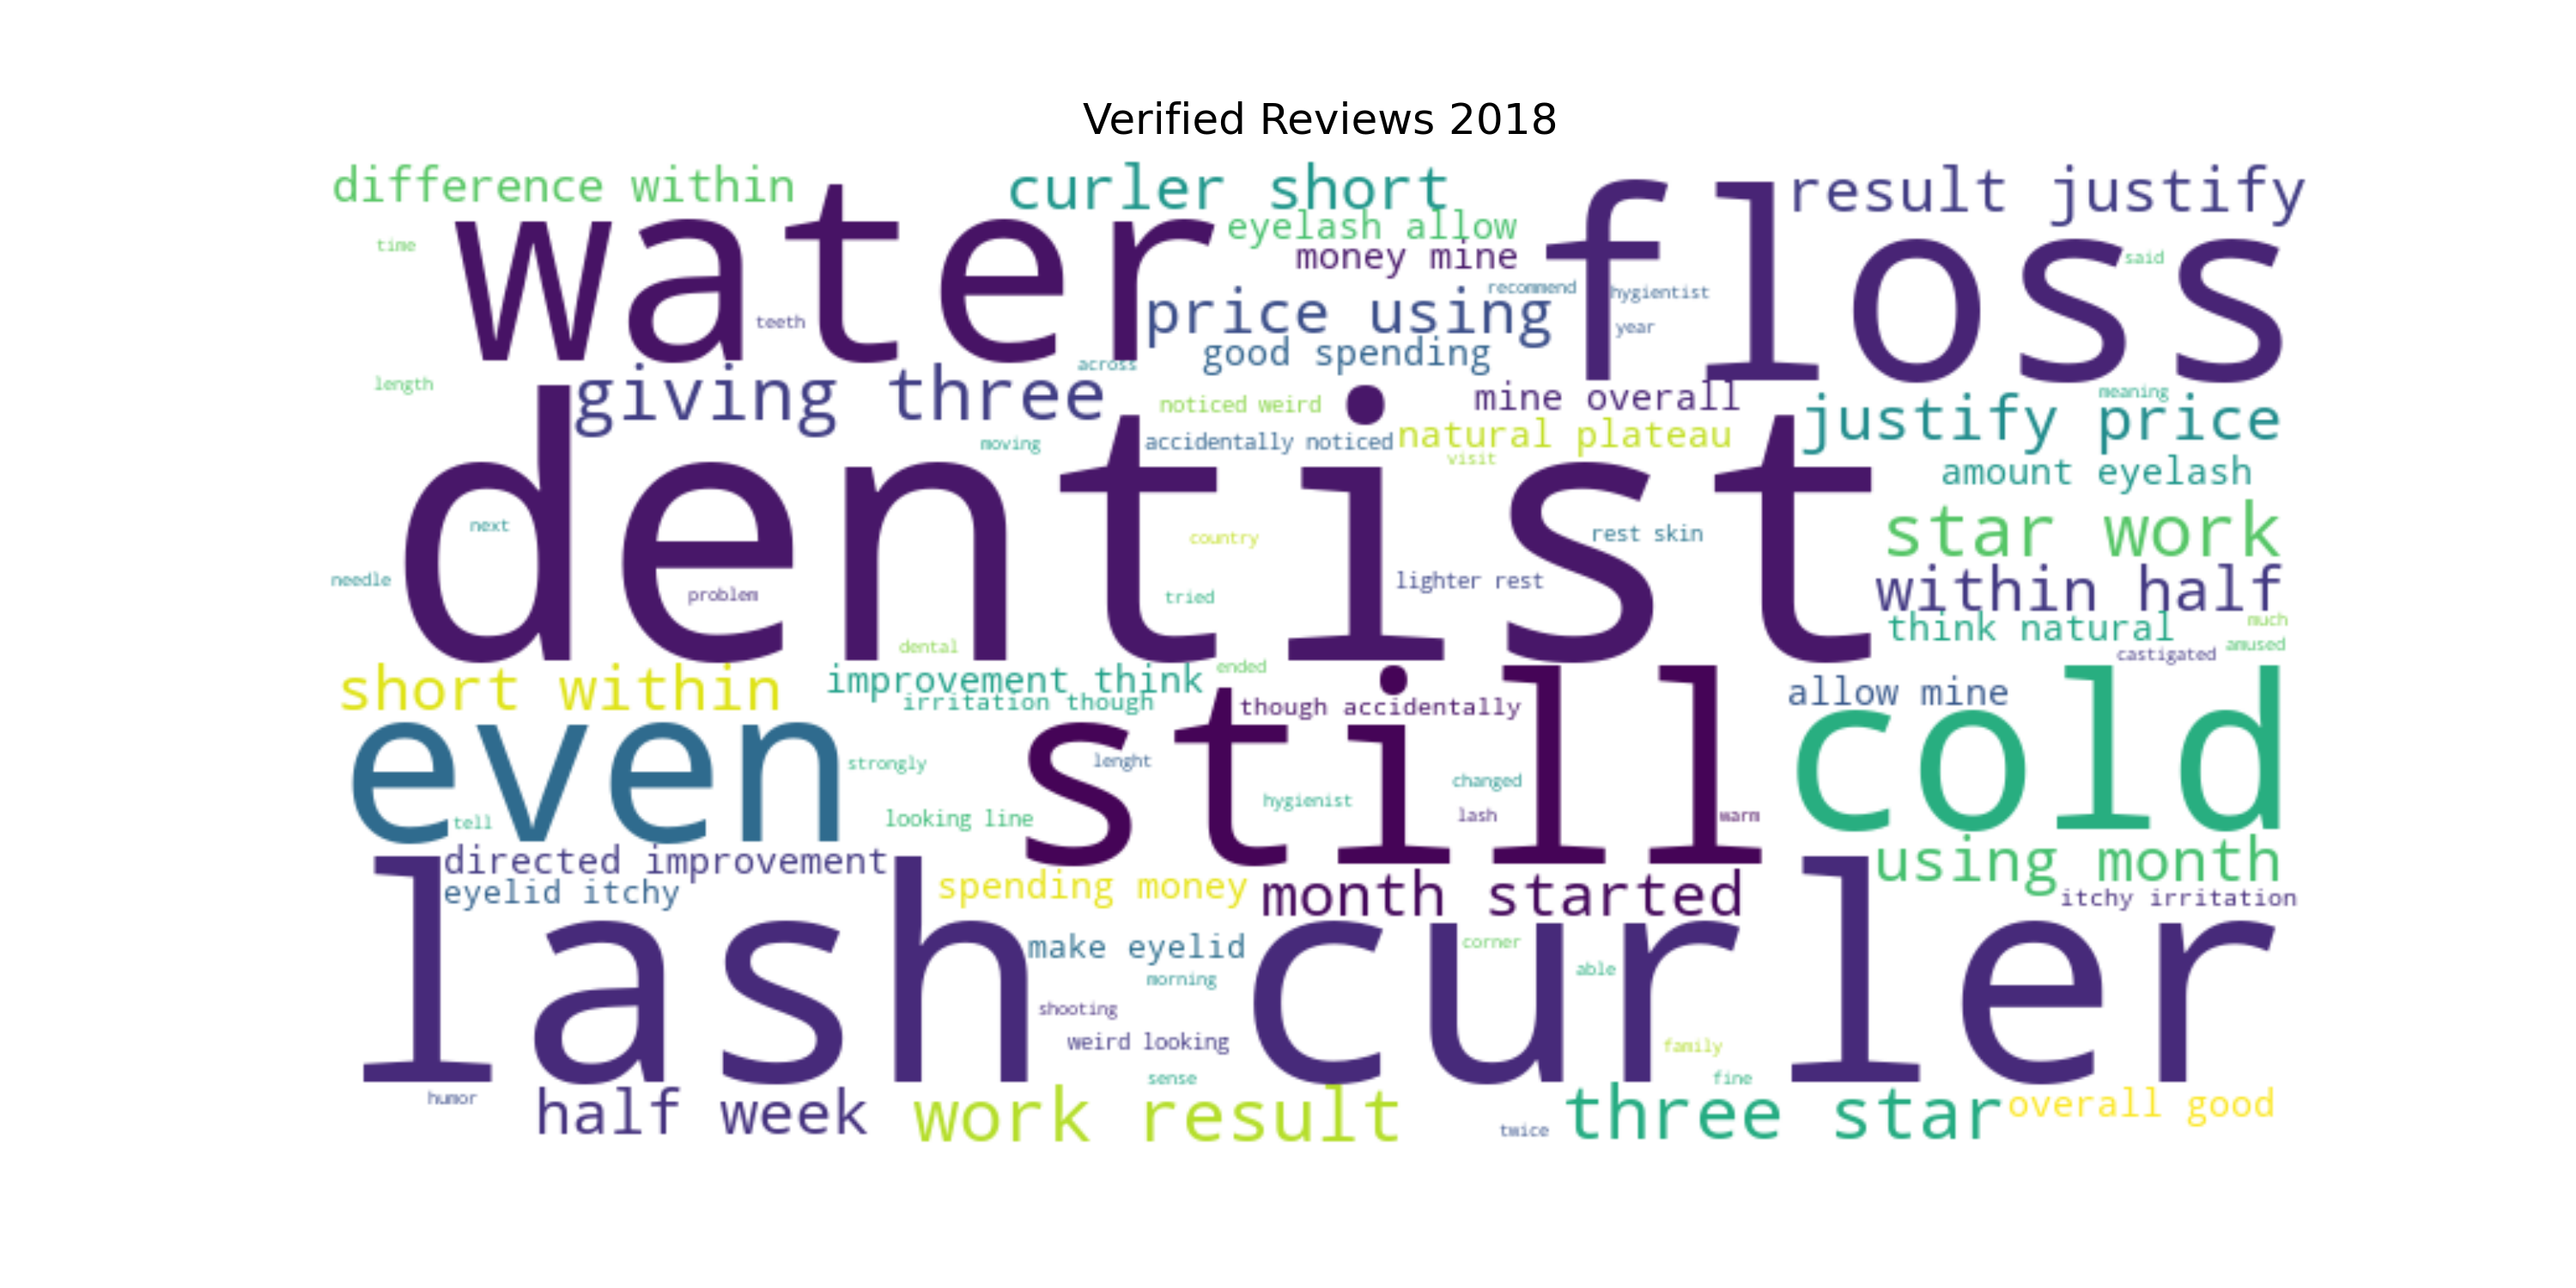 Verified Reviews 2018
difference within
curler short
result justify
water
floss
eyelash allow
time
money mine
said
recommend
hygientist
price using
teeth
year
good spending
across
length
giving three
noticed weird
mine overall
meaning
justify price
dentist
moving
accidentally noticed
natural plateau
visit
amount eyelash
next
country
rest skin
star work
needle
problem
tried
lighter rest
within half
think natural
much
dental
amused
castigated
ended
short within
improvement think
irritation though
though accidentally
allow mine
even
still
cold
strongly
lenght
changed
hygienist
lash
warm
tell
looking line
directed improvement
using month
eyelid itchy
spending money
month started
itchy irritation
lash curler
make eyelid
corner
able
morning
shooting
weird looking
family
sense
fine
humor
half week
work result
twice
three star
overall good